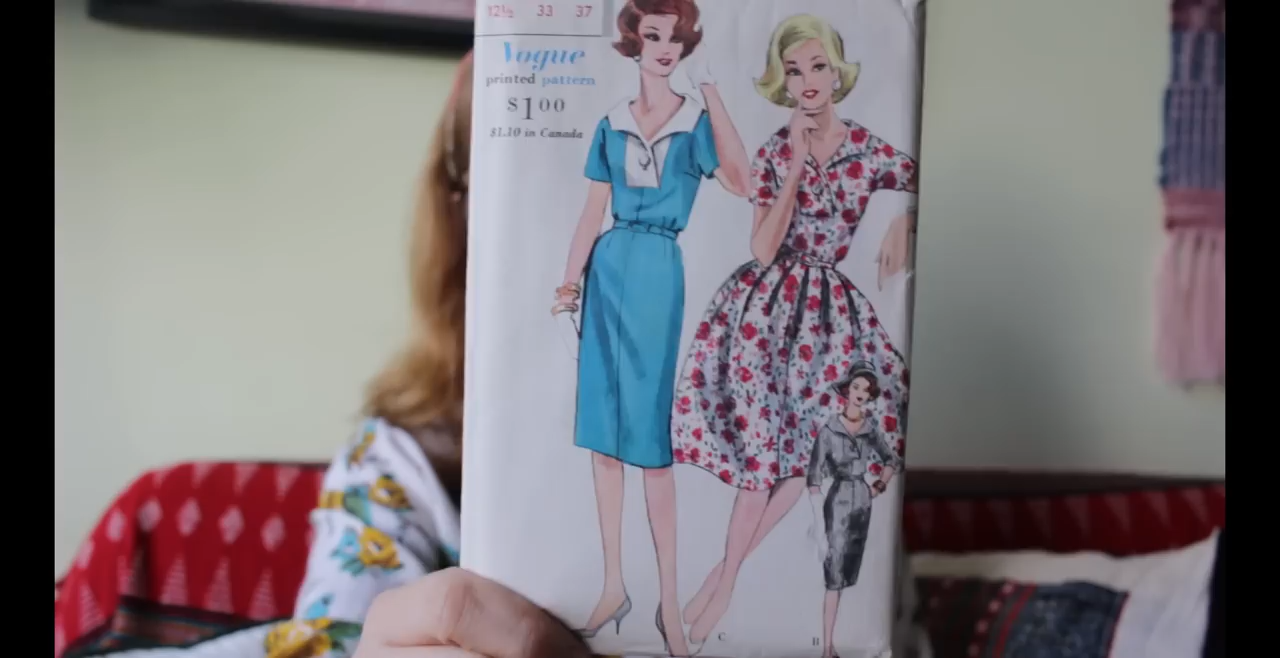 12½ 33 37
Vogue
printed pattern
$1.00
$1.10 in Canada
C
B